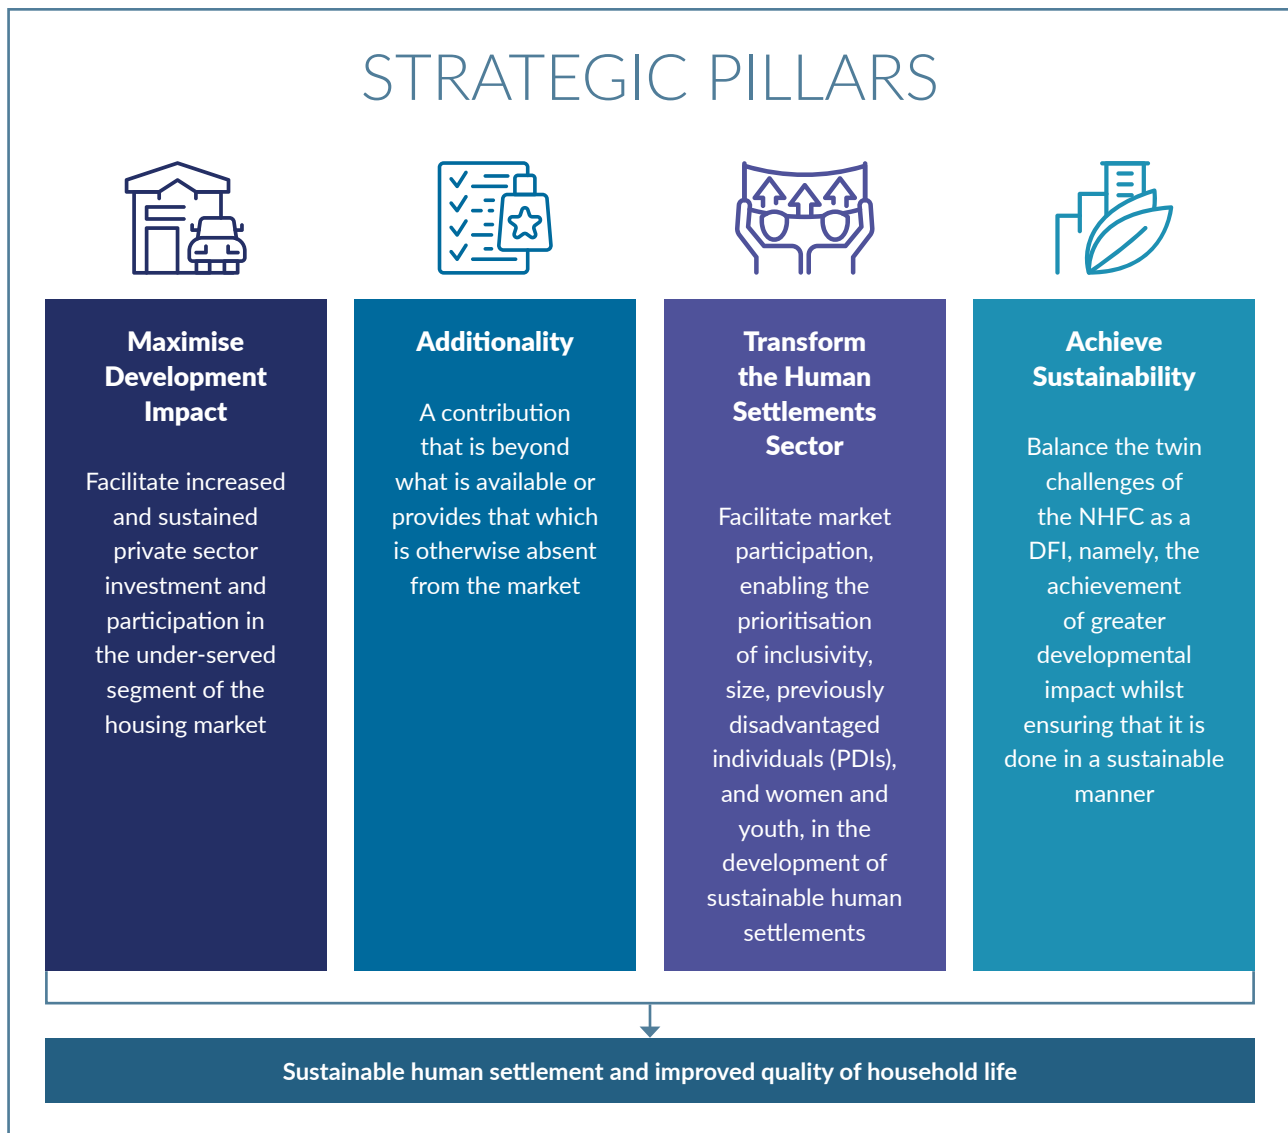 STRATEGIC PILLARS
Maximise
Development
Impact
Facilitate increased
and sustained
private sector
investment and
participation in
the under-served
segment of the
housing market
Additionality
A contribution
that is beyond
what is available or
provides that which
is otherwise absent
from the market
Transform
the Human
Settlements
Sector
Facilitate market
participation,
enabling the
prioritisation
of inclusivity,
size, previously
disadvantaged
individuals (PDIs),
and women and
youth, in the
development of
sustainable human
settlements
Achieve
Sustainability
Balance the twin
challenges of
the NHFC as a
DFI, namely, the
achievement
of greater
developmental
impact whilst
ensuring that it is
done in a sustainable
manner
Sustainable human settlement and improved quality of household life